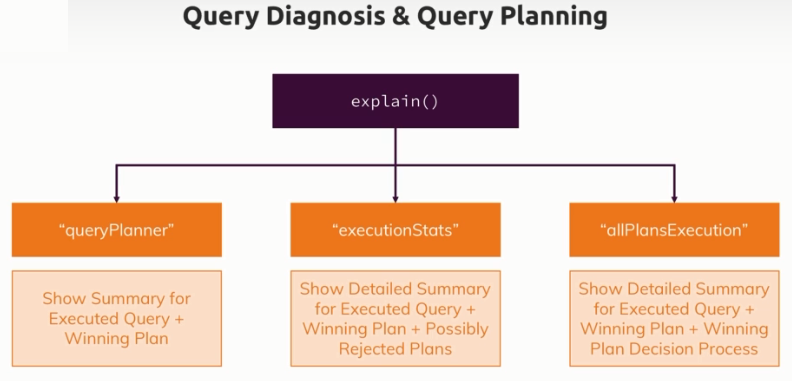 Query Diagnosis & Query Planning
explain()
“queryPlanner”
“executionStats”
“allPlansExecution”
Show Summary for
Executed Query +
Winning Plan
Show Detailed Summary
for Executed Query +
Winning Plan + Possibly
Rejected Plans
Show Detailed Summary
for Executed Query +
Winning Plan + Winning
Plan Decision Process